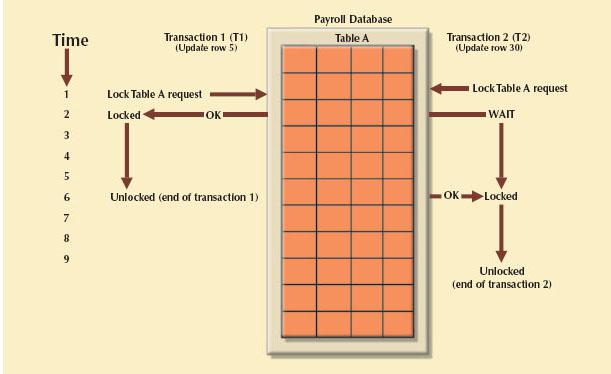 Payroll Database
Time
Transaction 1 (T1)
(Update row 5)
Table A
Transaction 2 (T2)
(Update row 30)
1
Lock Table A request
Lock Table A request
2
Locked
OK
WAIT
3
4
5
6
Unlocked (end of transaction 1)
OK
Locked
7
8
9
Unlocked
(end of transaction 2)